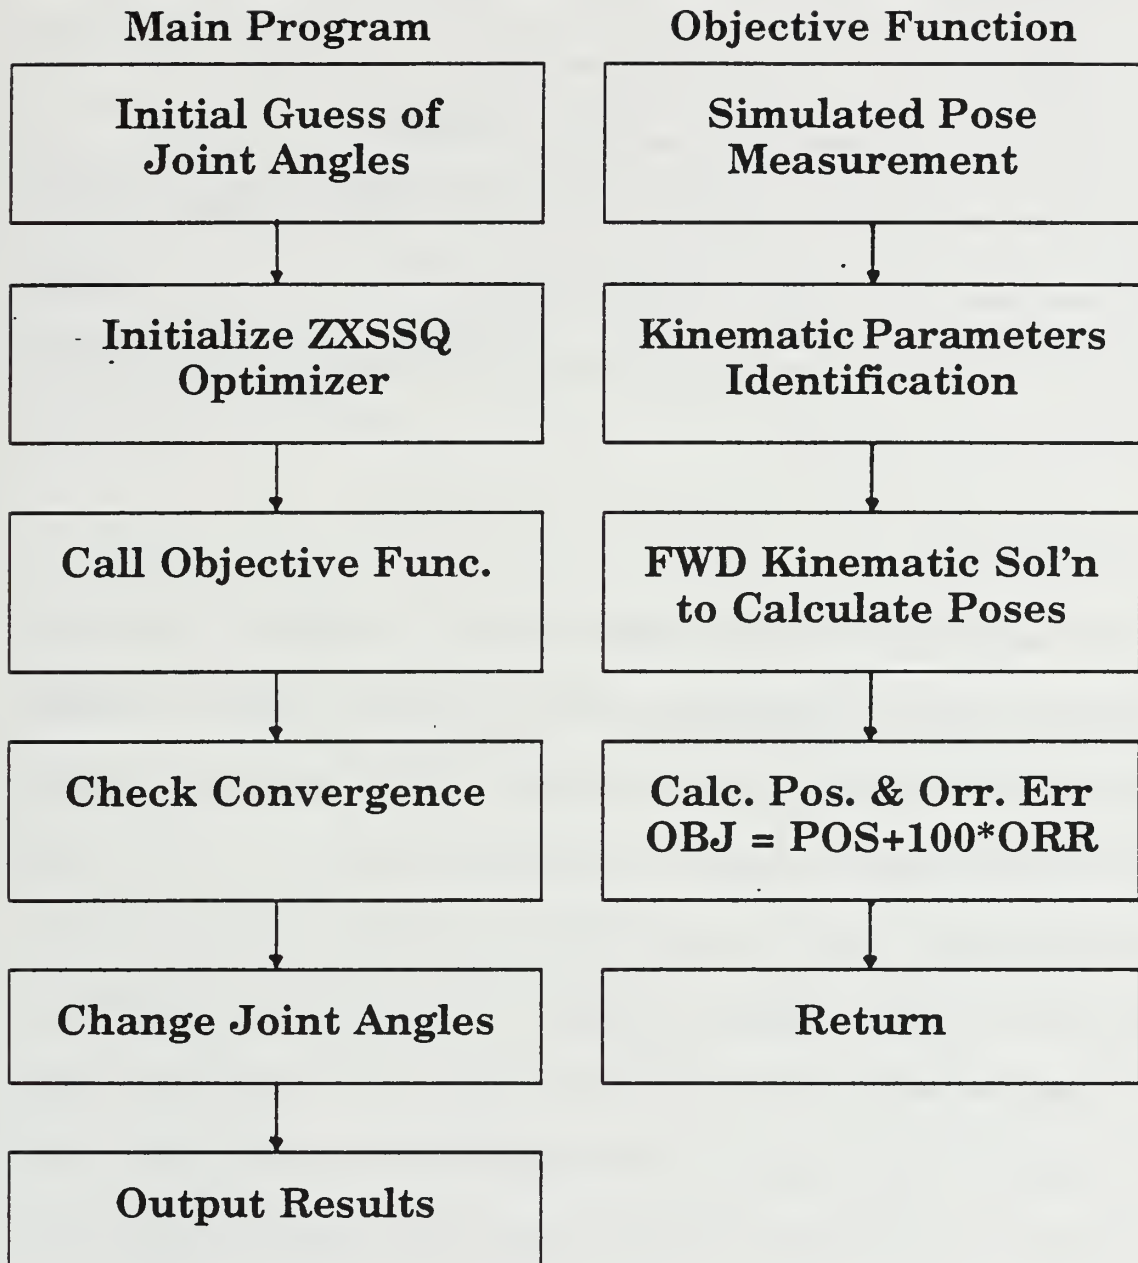 Main Program
Initial Guess of
Joint Angles
Initialize ZXSSQ
Optimizer
Call Objective Func.
Check Convergence
Change Joint Angles
Output Results
Objective Function
Simulated Pose
Measurement
Kinematic Parameters
Identification
FWD Kinematic Sol'n
to Calculate Poses
Calc. Pos. & Orr. Err
OBJ = POS+100*ORR
Return